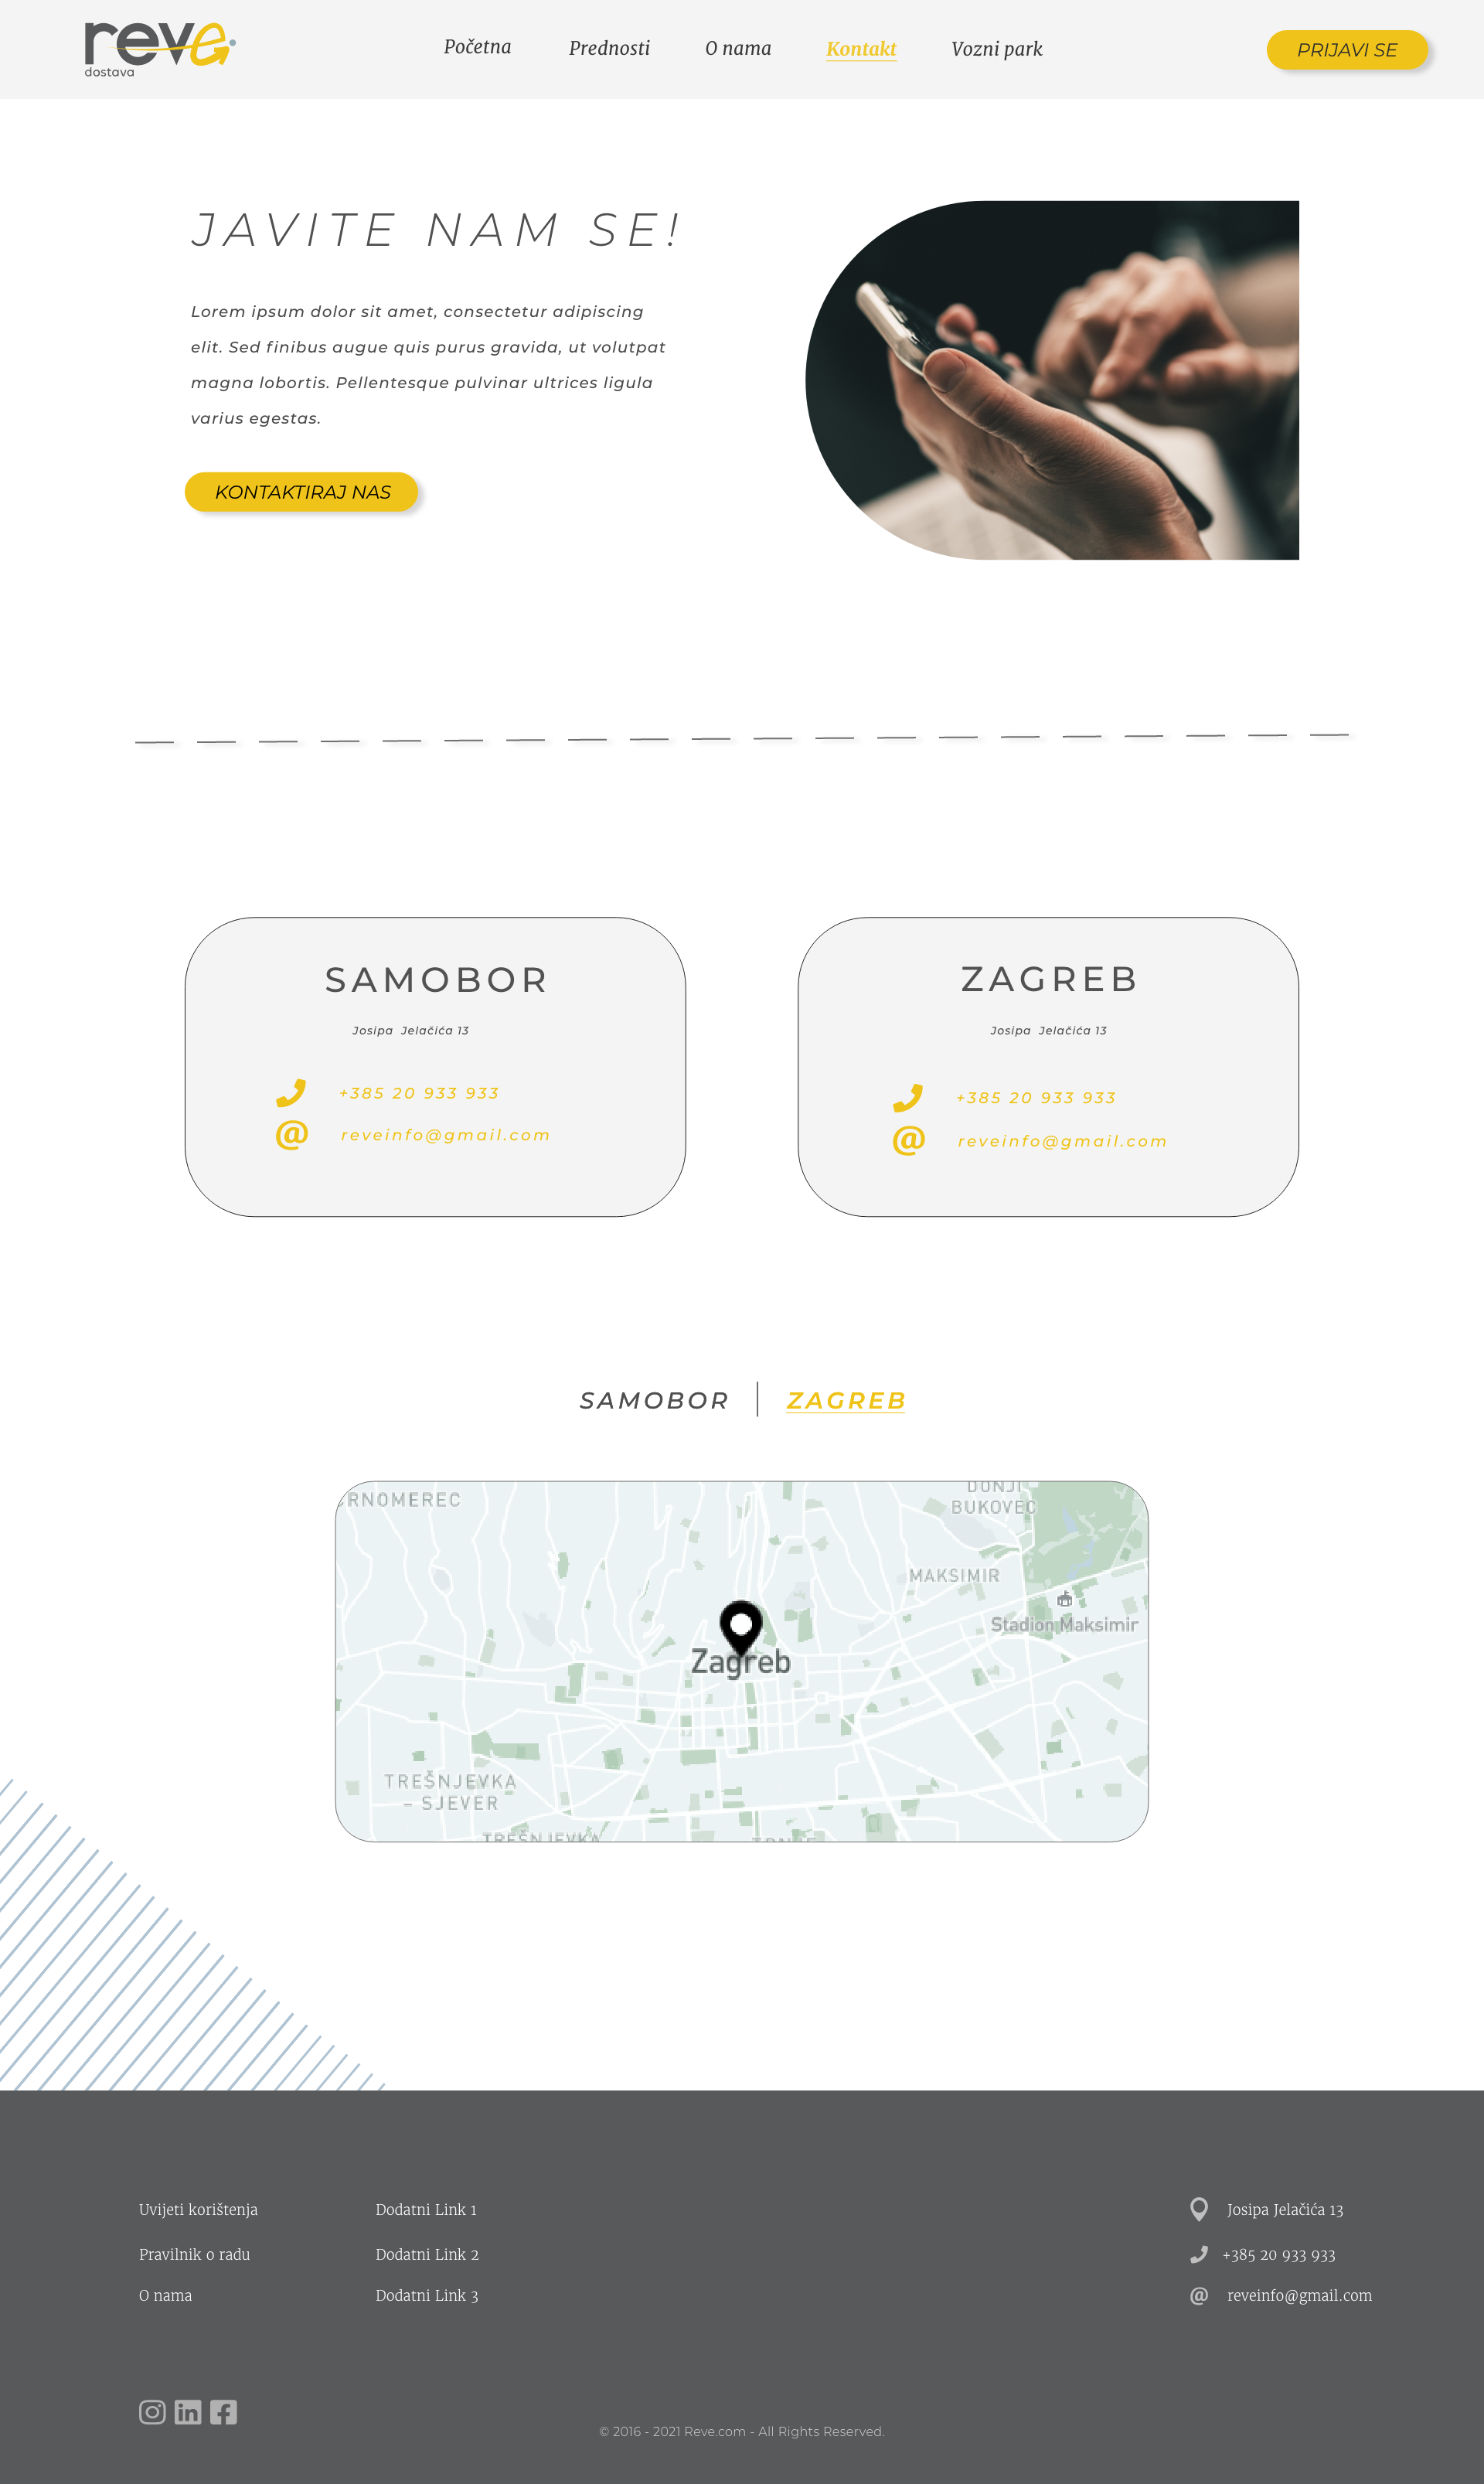 reve
dostava
Početna
Prednosti
O nama
Kontakt
Vozni park
PRIJAVI SE
JAVITE NAM SE!
Lorem ipsum dolor sit amet, consectetur adipiscing
elit. Sed finibus augue quis purus gravida, ut volutpat
magna lobortis. Pellentesque pulvinar ultrices ligula
varius egestas.
KONTAKTIRAJ NAS
SAMOBOR
Josipa Jelačića 13
+385 20 933 933
reveinfo@gmail.com
ZAGREB
Josipa Jelačića 13
+385 20 933 933
reveinfo@gmail.com
SAMOBOR
ZAGREB
DONJI
BUKOVEC
MAKSIMIR
Stadion Maksimir
Zagreb
TREŠNJEVKA
– SJEVER
TREŠNJEVKA
Uvijeti korištenja
Pravilnik o radu
O nama
Dodatni Link 1
Dodatni Link 2
Dodatni Link 3
Josipa Jelačića 13
+385 20 933 933
reveinfo@gmail.com
© 2016 - 2021 Reve.com - All Rights Reserved.